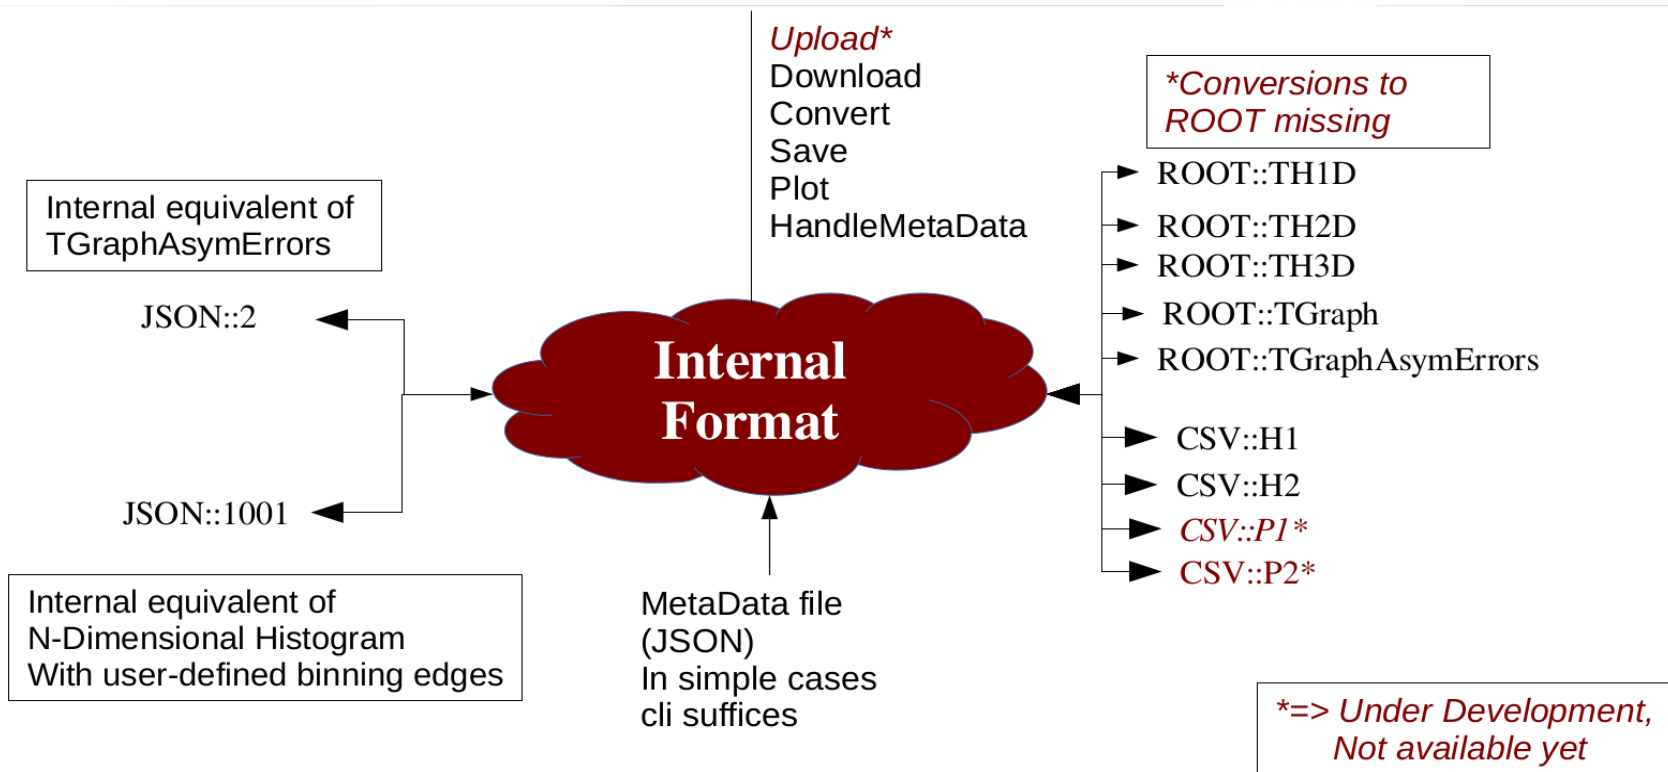 Upload*
Download
Convert
Save
Plot
HandleMetaData
*Conversions to
ROOT missing
Internal equivalent of
TGraphAsymErrors
JSON::2
JSON::1001
Internal equivalent of
N-Dimensional Histogram
With user-defined binning edges
Internal
Format
MetaData file
(JSON)
In simple cases
cli suffices
ROOT::TH1D
ROOT::TH2D
ROOT::TH3D
ROOT::TGraph
ROOT::TGraphAsymErrors
CSV::H1
CSV::H2
CSV::P1*
CSV::P2*
*=> Under Development,
Not available yet